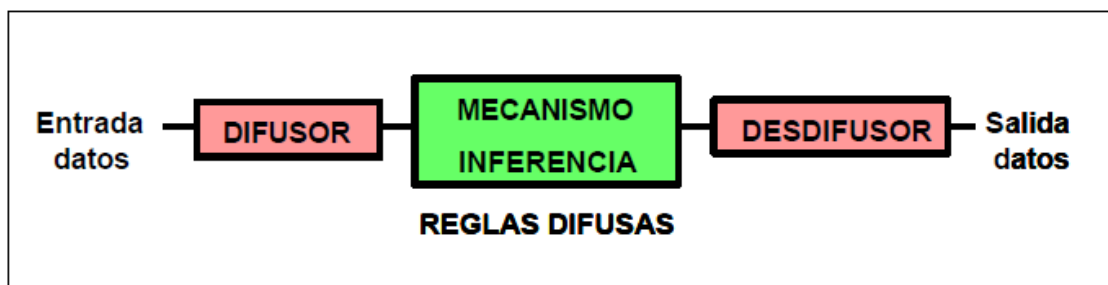 Entrada
datos
DIFUSOR
MECANISMO
INFERENCIA
REGLAS DIFUSAS
DESDIFUSOR
Salida
datos